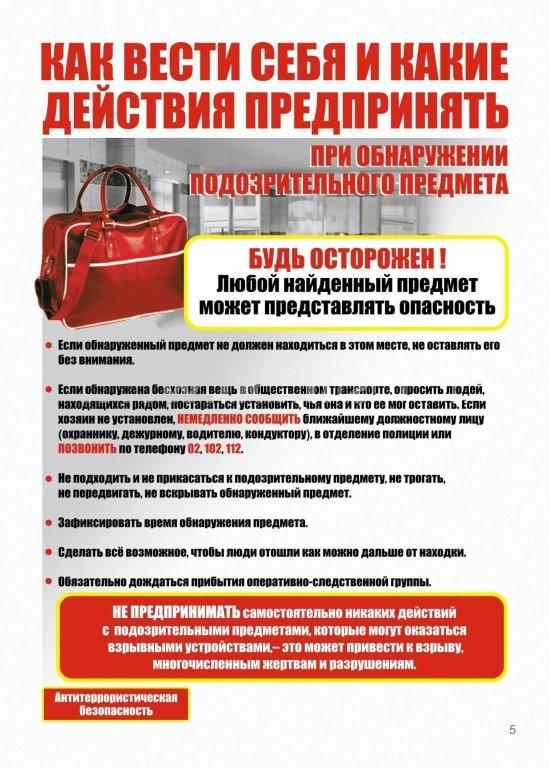 КАК ВЕСТИ СЕБЯ И КАКИЕ
ДЕЙСТВИЯ ПРЕДПРИНЯТЬ
ПРИ ОБНАРУЖЕНИИ
ПОДОЗРИТЕЛЬНОГО ПРЕДМЕТА
БУДЬ ОСТОРОЖЕН !
Любой найденный предмет
может представлять опасность
• Если обнаруженный предмет не должен находиться в этом месте, не оставлять его
без внимания.
• Если обнаружена бесхозная вещь в общественном транспорте, опросить людей,
находящихся рядом, постараться установить, чья она и кто ее мог оставить. Если
хозяин не установлен, НЕМЕДЛЕННО СООБЩИТЬ ближайшему должностному лицу
(охраннику, дежурному, водителю, кондуктору), в отделение полиции или
ПОЗВОНИТЬ по телефону 02, 102, 112.
• Не подходить и не прикасаться к подозрительному предмету, не трогать,
не передвигать, не вскрывать обнаруженный предмет.
• Зафиксировать время обнаружения предмета.
• Сделать всё возможное, чтобы люди отошли как можно дальше от находки.
• Обязательно дождаться прибытия оперативно-следственной группы.
НЕ ПРЕДПРИНИМАТЬ самостоятельно никаких действий
с подозрительными предметами, которые могут оказаться
взрывными устройствами,– это может привести к взрыву,
многочисленным жертвам и разрушениям.
Антитеррористическая
безопасность
5